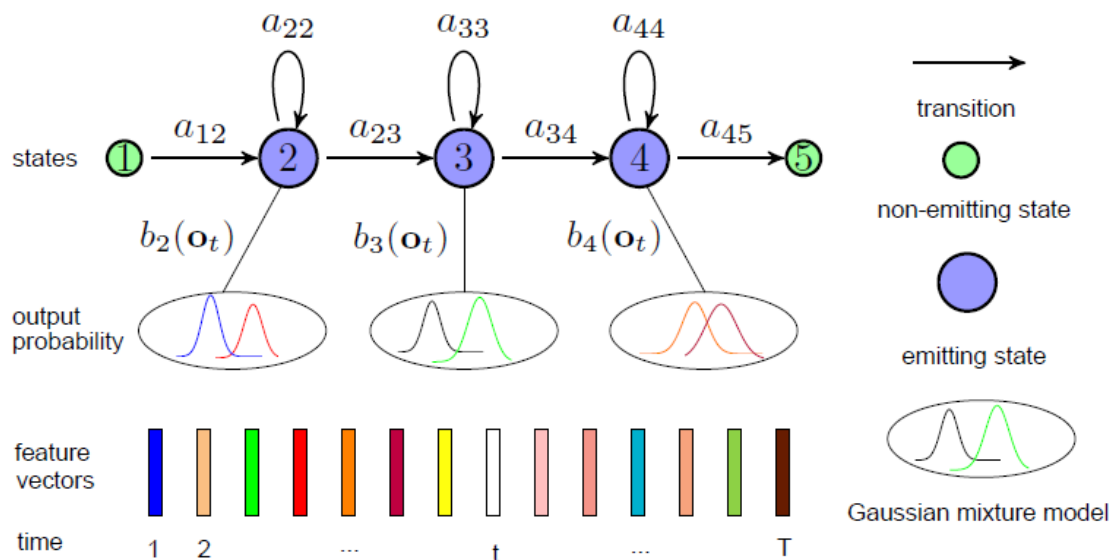 a₂₂ a₃₃ a₄₄
transition
a₁₂ a₂₃ a₃₄ a₄₅
states 1 2 3 4 5
non-emitting state
b₂(oₜ) b₃(oₜ) b₄(oₜ)
output
probability
emitting state
feature
vectors
Gaussian mixture model
time 1 2 ... t ... T